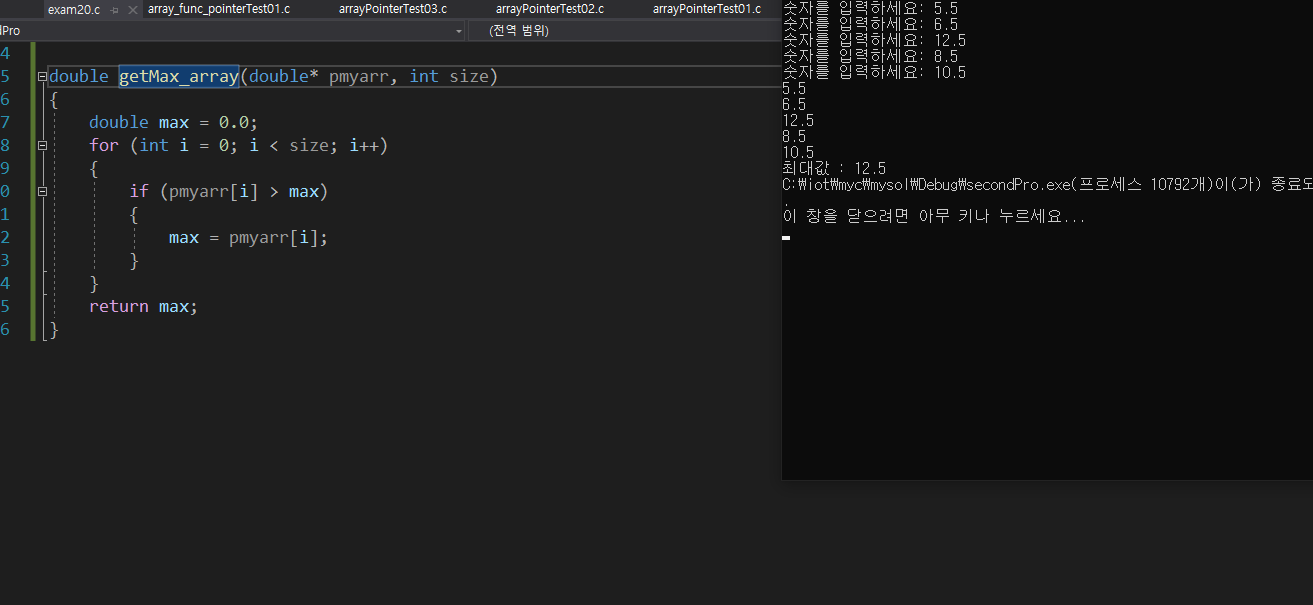 exam20.c array_func_pointerTest01.c arrayPointerTest03.c arrayPointerTest02.c arrayPointerTest01.c
dPro (전역 범위)
4
5 double getMax_array(double* pmyarr, int size)
6 {
7 double max = 0.0;
8 for (int i = 0; i < size; i++)
9 {
0 if (pmyarr[i] > max)
1 {
2 max = pmyarr[i];
3 }
4 }
5 return max;
6 }
숫자를 입력하세요: 5.5
숫자를 입력하세요: 6.5
숫자를 입력하세요: 12.5
숫자를 입력하세요: 8.5
숫자를 입력하세요: 10.5
5.5
6.5
12.5
8.5
10.5
최대값 : 12.5
C:\iot\myc\mysol\Debug\secondPro.exe(프로세스 10792개)이(가) 종료되
.
이 창을 닫으려면 아무 키나 누르세요...